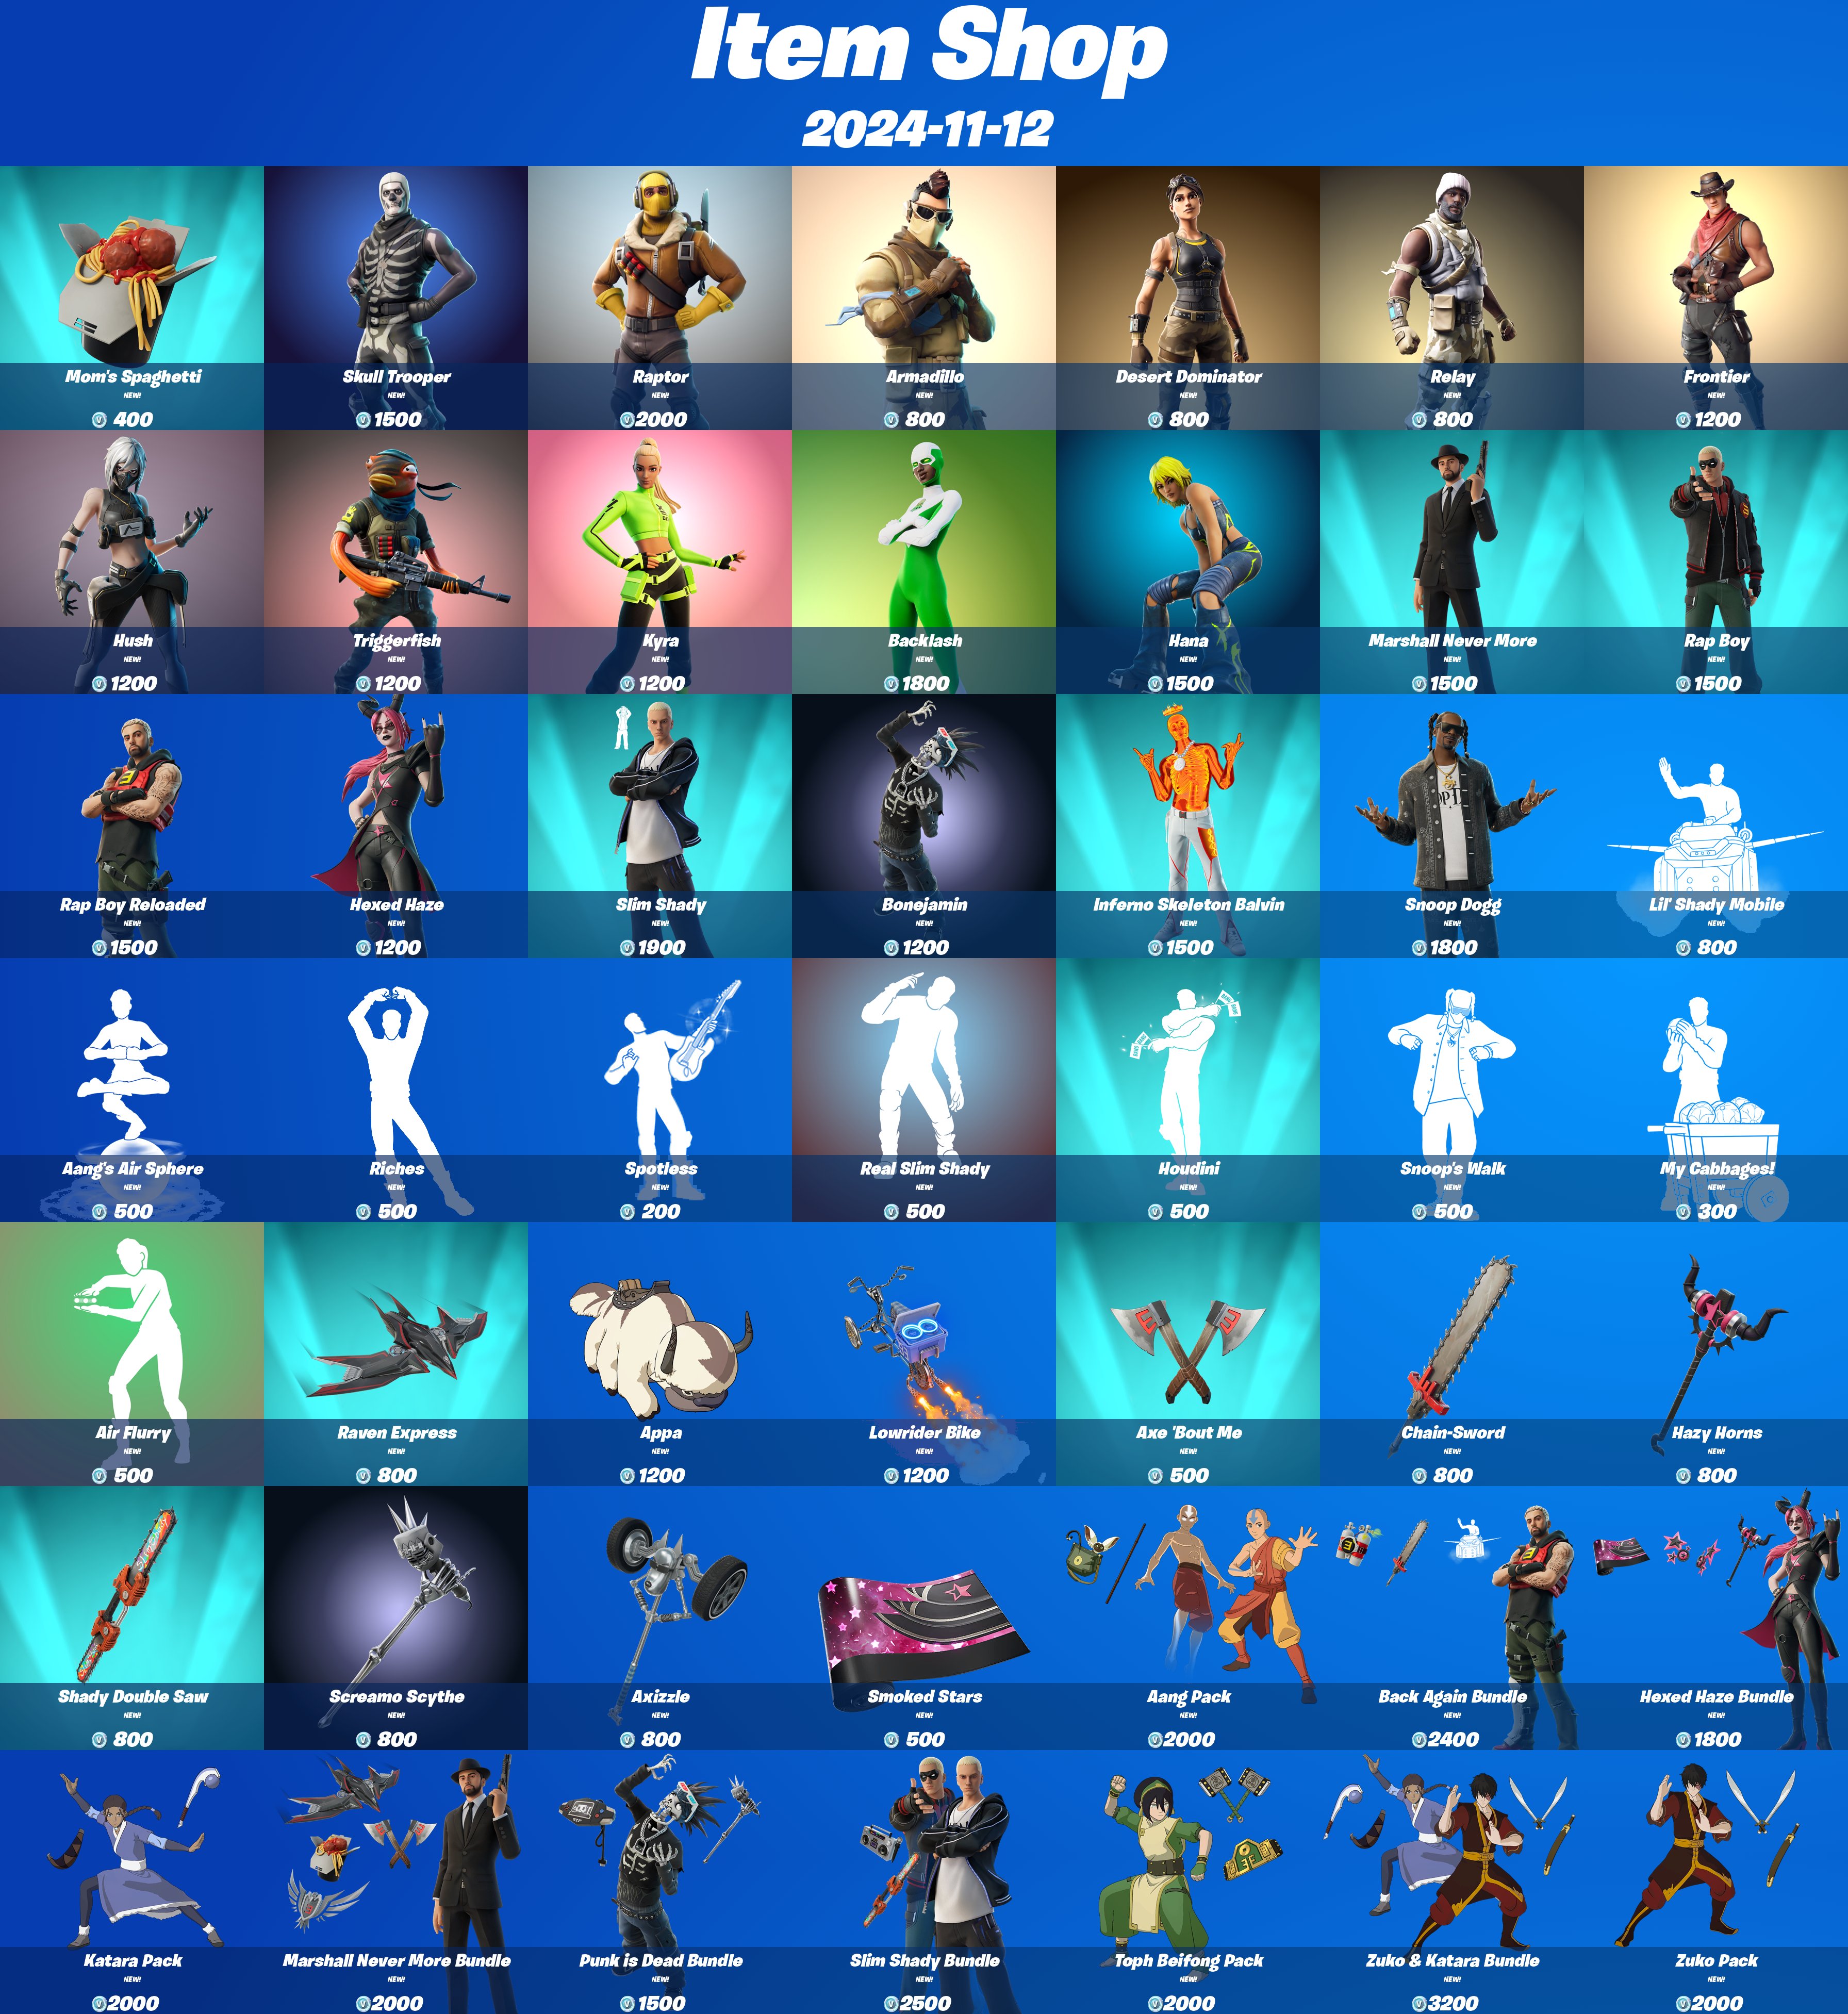 Item Shop
2024-11-12
Mom's Spaghetti
NEW!
400
Skull Trooper
NEW!
1500
Raptor
NEW!
2000
Armadillo
NEW!
800
Desert Dominator
NEW!
800
Relay
NEW!
800
Frontier
NEW!
1200
Hush
NEW!
1200
Triggerfish
NEW!
1200
Kyra
NEW!
1200
Backlash
NEW!
1800
Hana
NEW!
1500
Marshall Never More
NEW!
1500
Rap Boy
NEW!
1500
Rap Boy Reloaded
NEW!
1500
Hexed Haze
NEW!
1200
Slim Shady
NEW!
1900
Bonejamin
NEW!
1200
Inferno Skeleton Balvin
NEW!
1500
Snoop Dogg
NEW!
1800
Lil' Shady Mobile
NEW!
800
Aang's Air Sphere
NEW!
500
Riches
NEW!
500
Spotless
NEW!
200
Real Slim Shady
NEW!
500
Houdini
NEW!
500
Snoop's Walk
NEW!
500
My Cabbages!
NEW!
300
Air Flurry
NEW!
500
Raven Express
NEW!
800
Appa
NEW!
1200
Lowrider Bike
NEW!
1200
Axe 'Bout Me
NEW!
500
Chain-Sword
NEW!
800
Hazy Horns
NEW!
800
Shady Double Saw
NEW!
800
Screamo Scythe
NEW!
800
Axizzle
NEW!
800
Smoked Stars
NEW!
500
Aang Pack
NEW!
2000
Back Again Bundle
NEW!
2400
Hexed Haze Bundle
NEW!
1800
Katara Pack
NEW!
2000
Marshall Never More Bundle
NEW!
2000
Punk is Dead Bundle
NEW!
1500
Slim Shady Bundle
NEW!
2500
Toph Beifong Pack
NEW!
2000
Zuko & Katara Bundle
NEW!
3200
Zuko Pack
NEW!
2000